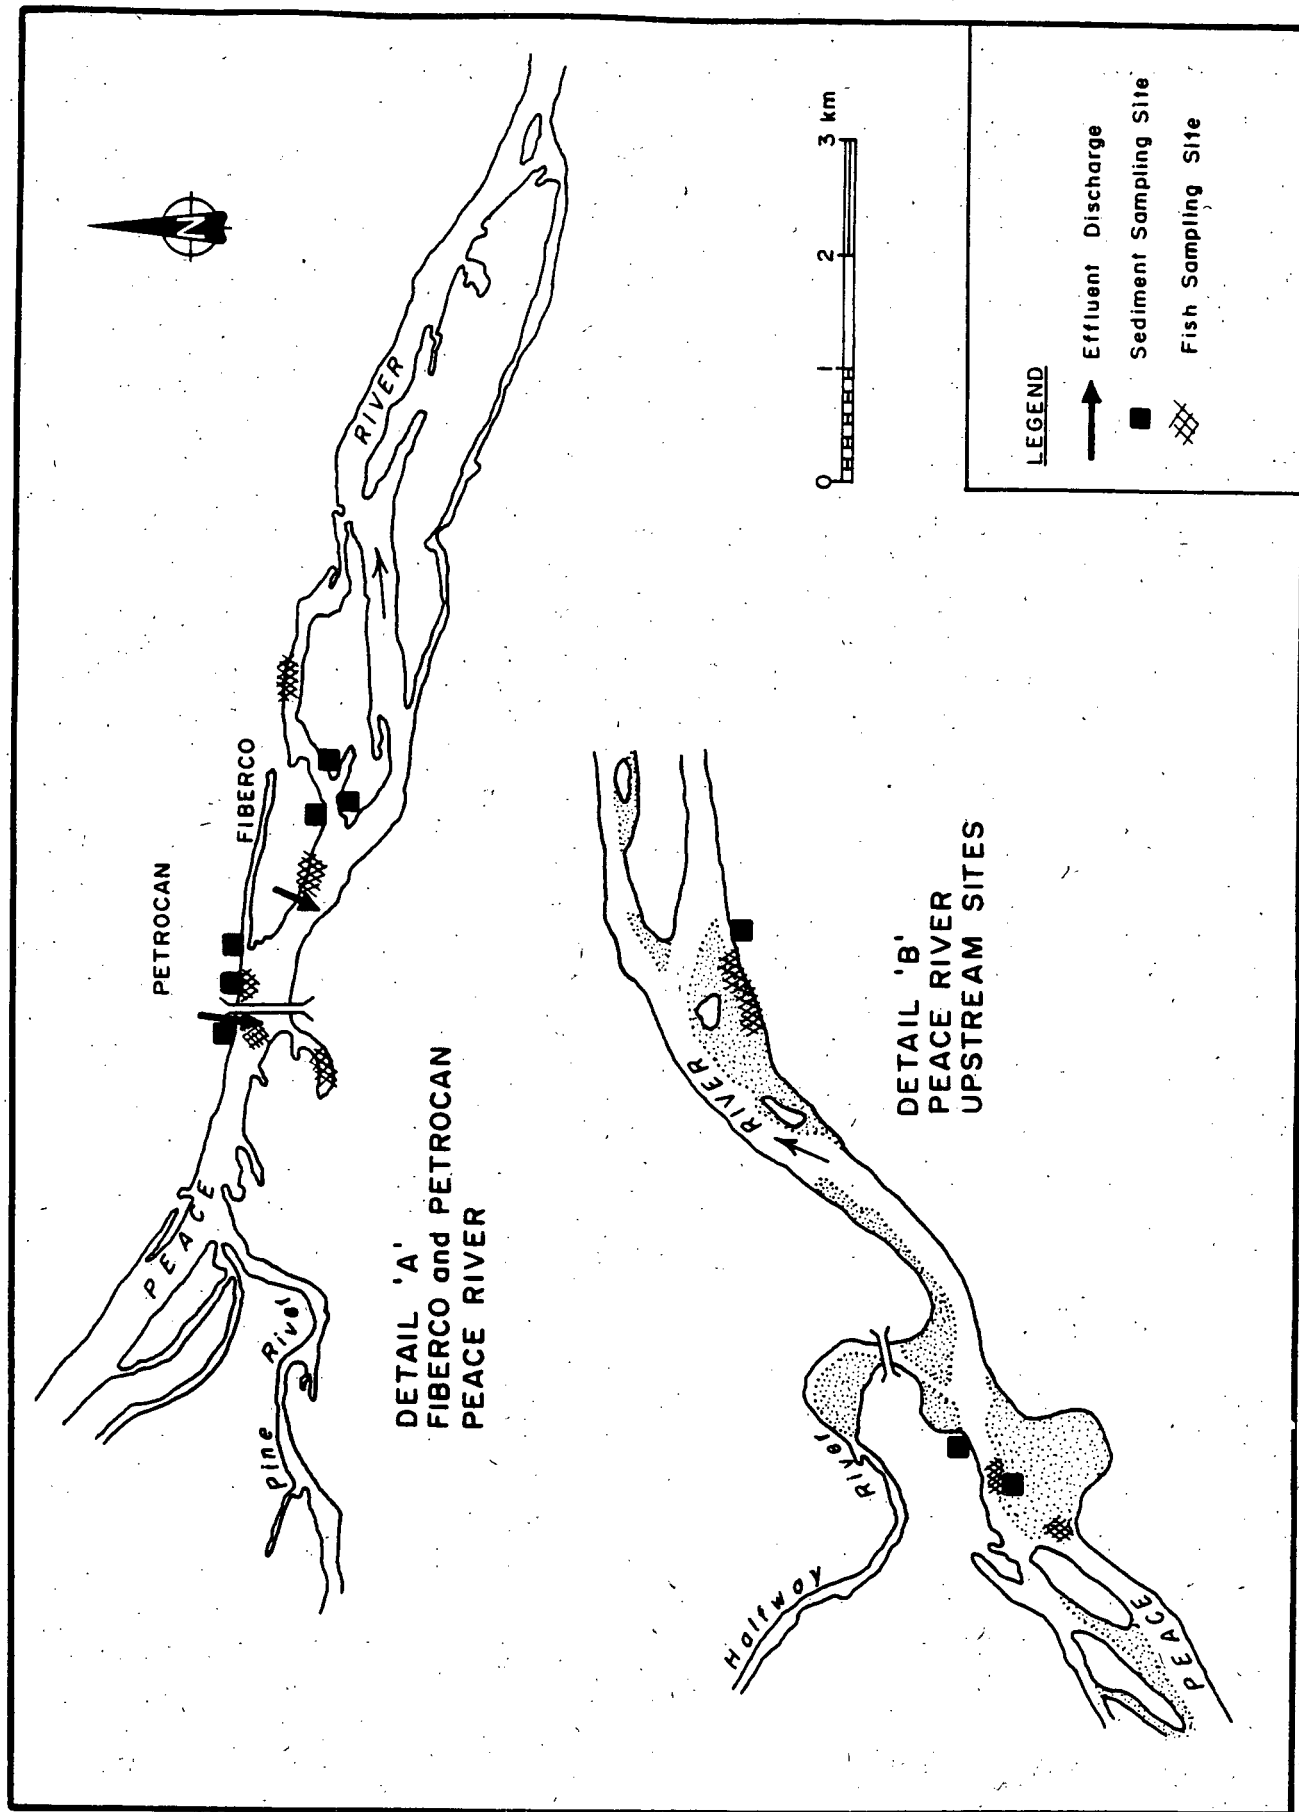 PETROCAN
FIBERCO
PEACE
RIVER
Pine River
DETAIL 'A'
FIBERCO and PETROCAN
PEACE RIVER
N
0 1 2 3 km
Halfway River
PEACE
RIVER
DETAIL 'B'
PEACE RIVER
UPSTREAM SITES
LEGEND
Effluent Discharge
Sediment Sampling Site
Fish Sampling Site